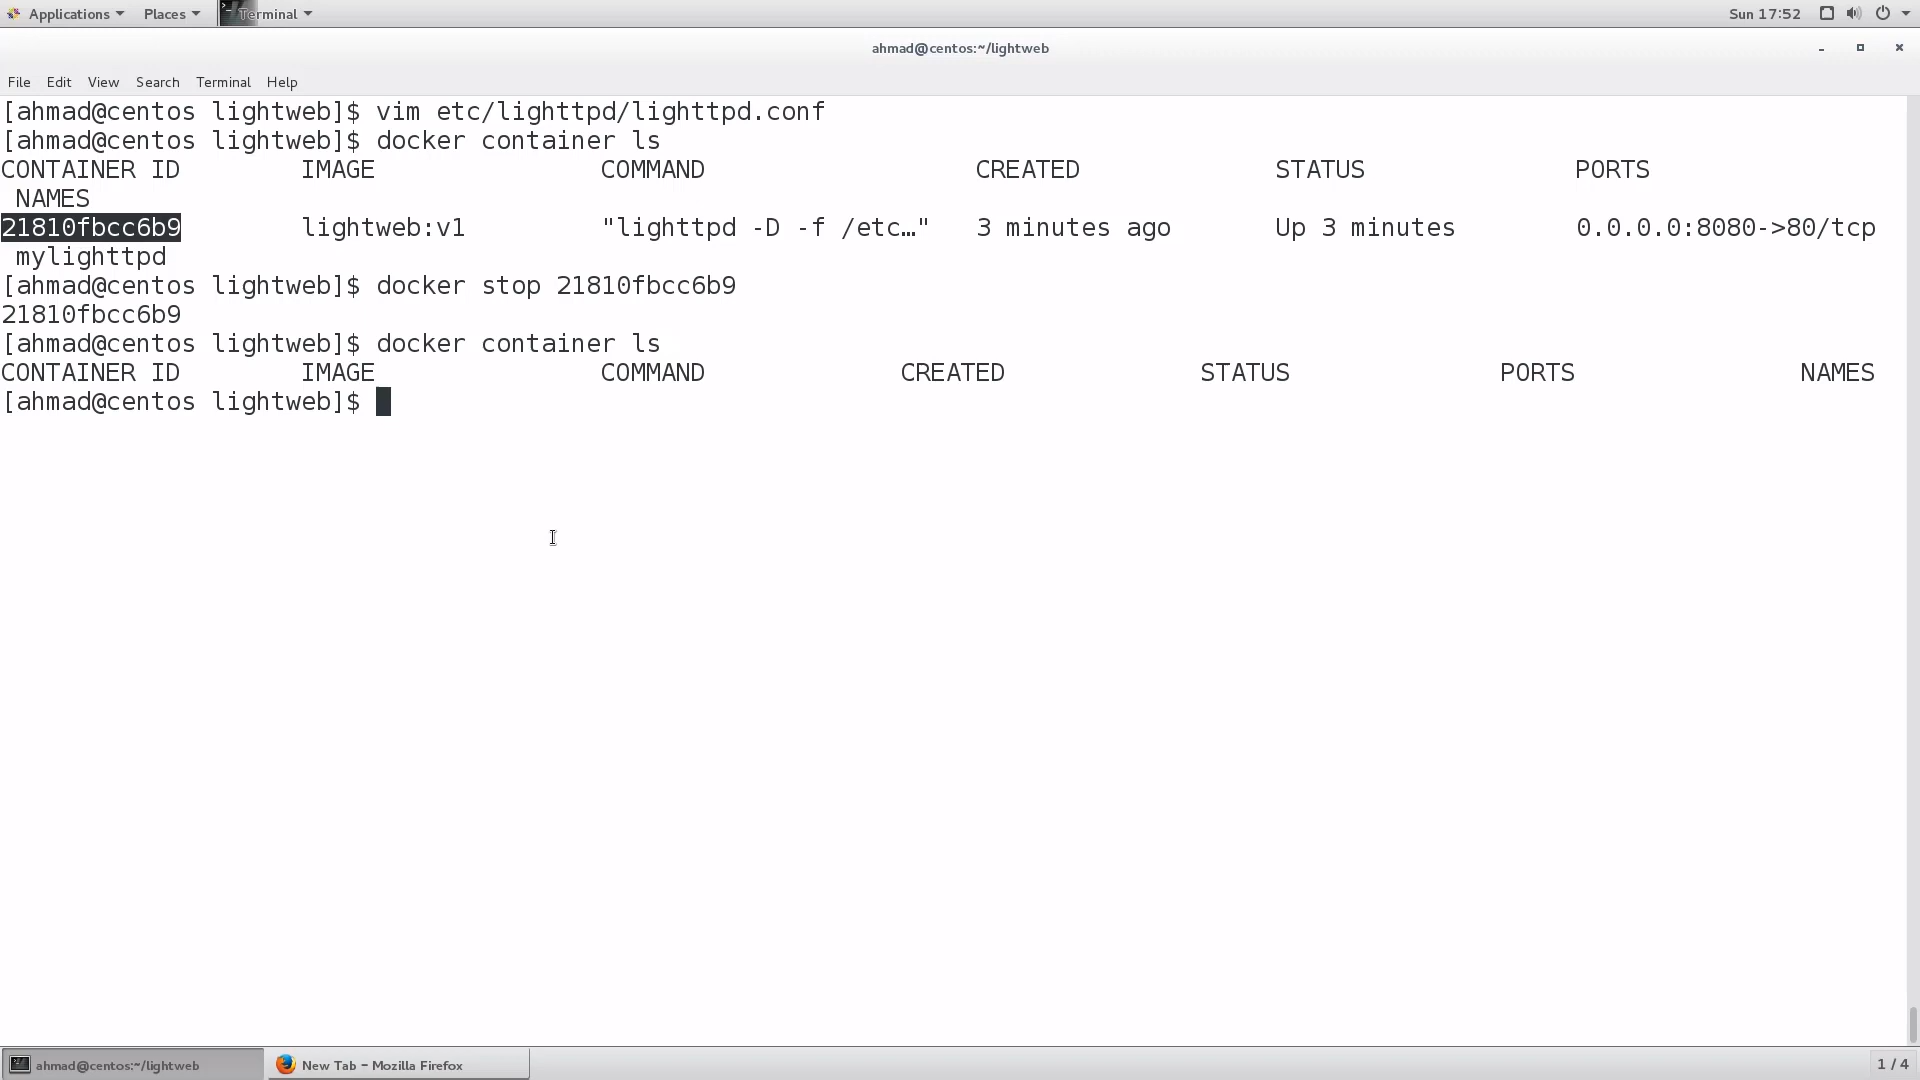 Applications Places Terminal Sun 17:52
ahmad@centos:~/lightweb
File Edit View Search Terminal Help
[ahmad@centos lightweb]$ vim etc/lighttpd/lighttpd.conf
[ahmad@centos lightweb]$ docker container ls
CONTAINER ID IMAGE COMMAND CREATED STATUS PORTS
NAMES
21810fbcc6b9 lightweb:v1 "lighttpd -D -f /etc…" 3 minutes ago Up 3 minutes 0.0.0.0:8080->80/tcp
mylighttpd
[ahmad@centos lightweb]$ docker stop 21810fbcc6b9
21810fbcc6b9
[ahmad@centos lightweb]$ docker container ls
CONTAINER ID IMAGE COMMAND CREATED STATUS PORTS NAMES
[ahmad@centos lightweb]$
ahmad@centos:~/lightweb New Tab - Mozilla Firefox 1 / 4